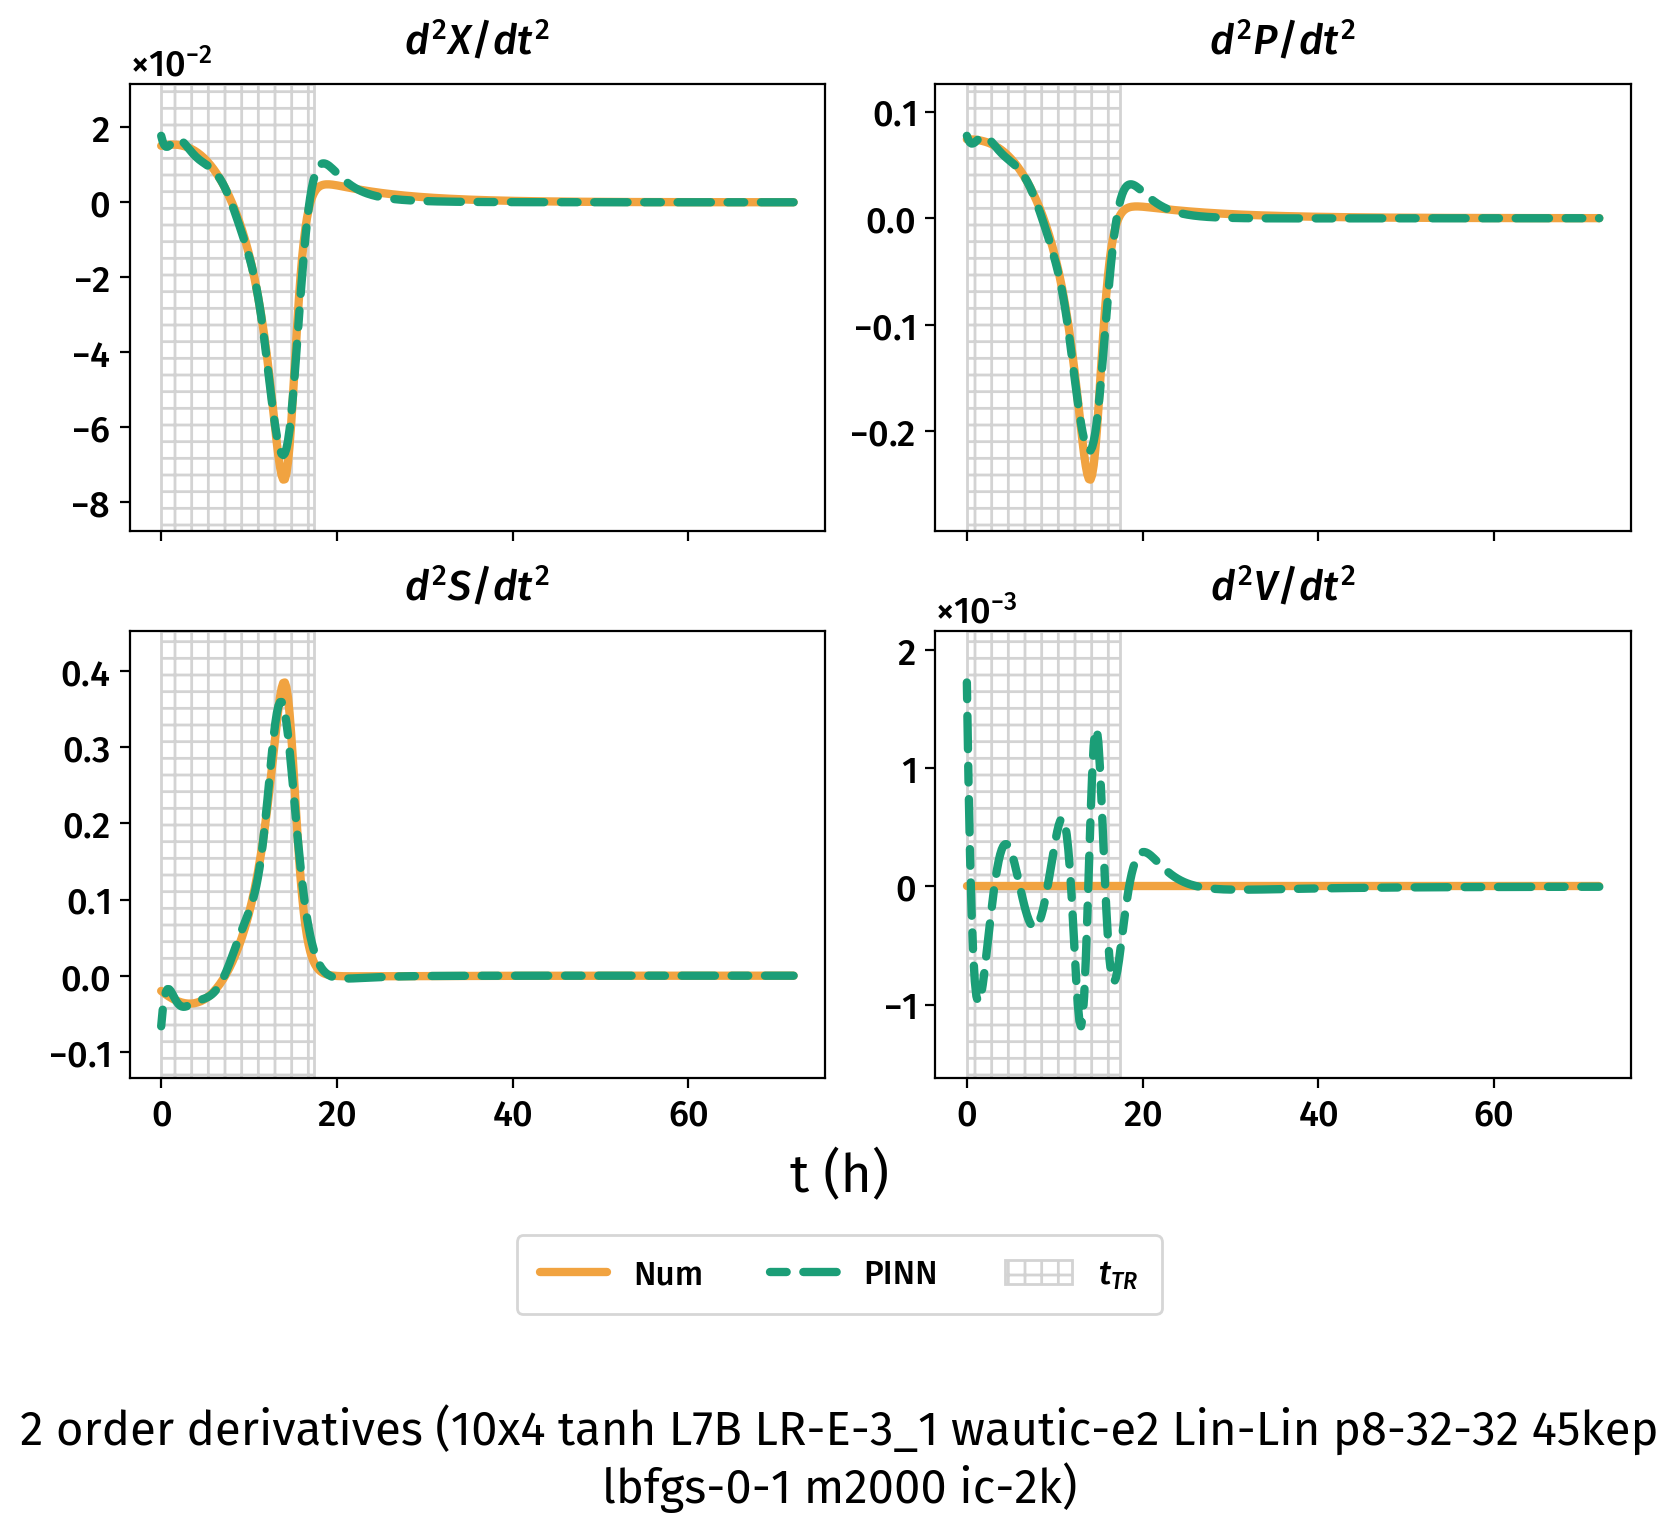 d²X/dt²
×10⁻²
2
0
−2
−4
−6
−8
d²P/dt²
0.1
0.0
−0.1
−0.2
d²S/dt²
0.4
0.3
0.2
0.1
0.0
−0.1
0 20 40 60
d²V/dt²
×10⁻³
2
1
0
−1
0 20 40 60
t (h)
Num PINN t_TR
2 order derivatives (10x4 tanh L7B LR-E-3_1 wautic-e2 Lin-Lin p8-32-32 45kep
lbfgs-0-1 m2000 ic-2k)